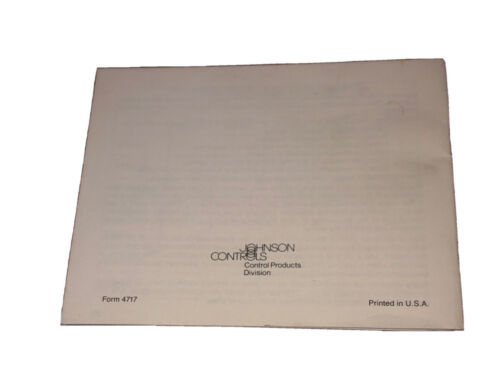 JOHNSON
CONTROLS
Control Products
Division
Form 4717
Printed in U.S.A.